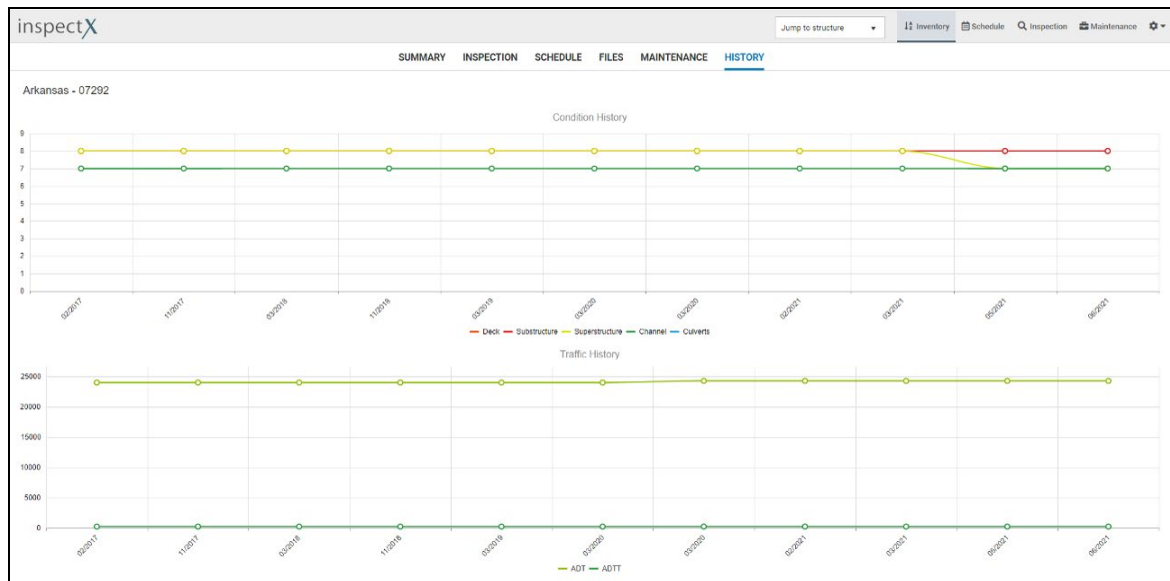 inspectX
Jump to structure
Inventory Schedule Inspection Maintenance
SUMMARY INSPECTION SCHEDULE FILES MAINTENANCE HISTORY
Arkansas - 07292
Condition History
9
8
7
6
5
4
3
2
1
0
02/2017 11/2017 03/2018 11/2018 03/2019 03/2020 03/2020 02/2021 03/2021 05/2021 06/2021
Deck Substructure Superstructure Channel Culverts
Traffic History
25000
20000
15000
10000
5000
0
02/2017 11/2017 03/2018 11/2018 03/2019 03/2020 03/2020 02/2021 03/2021 05/2021 06/2021
ADT ADTT